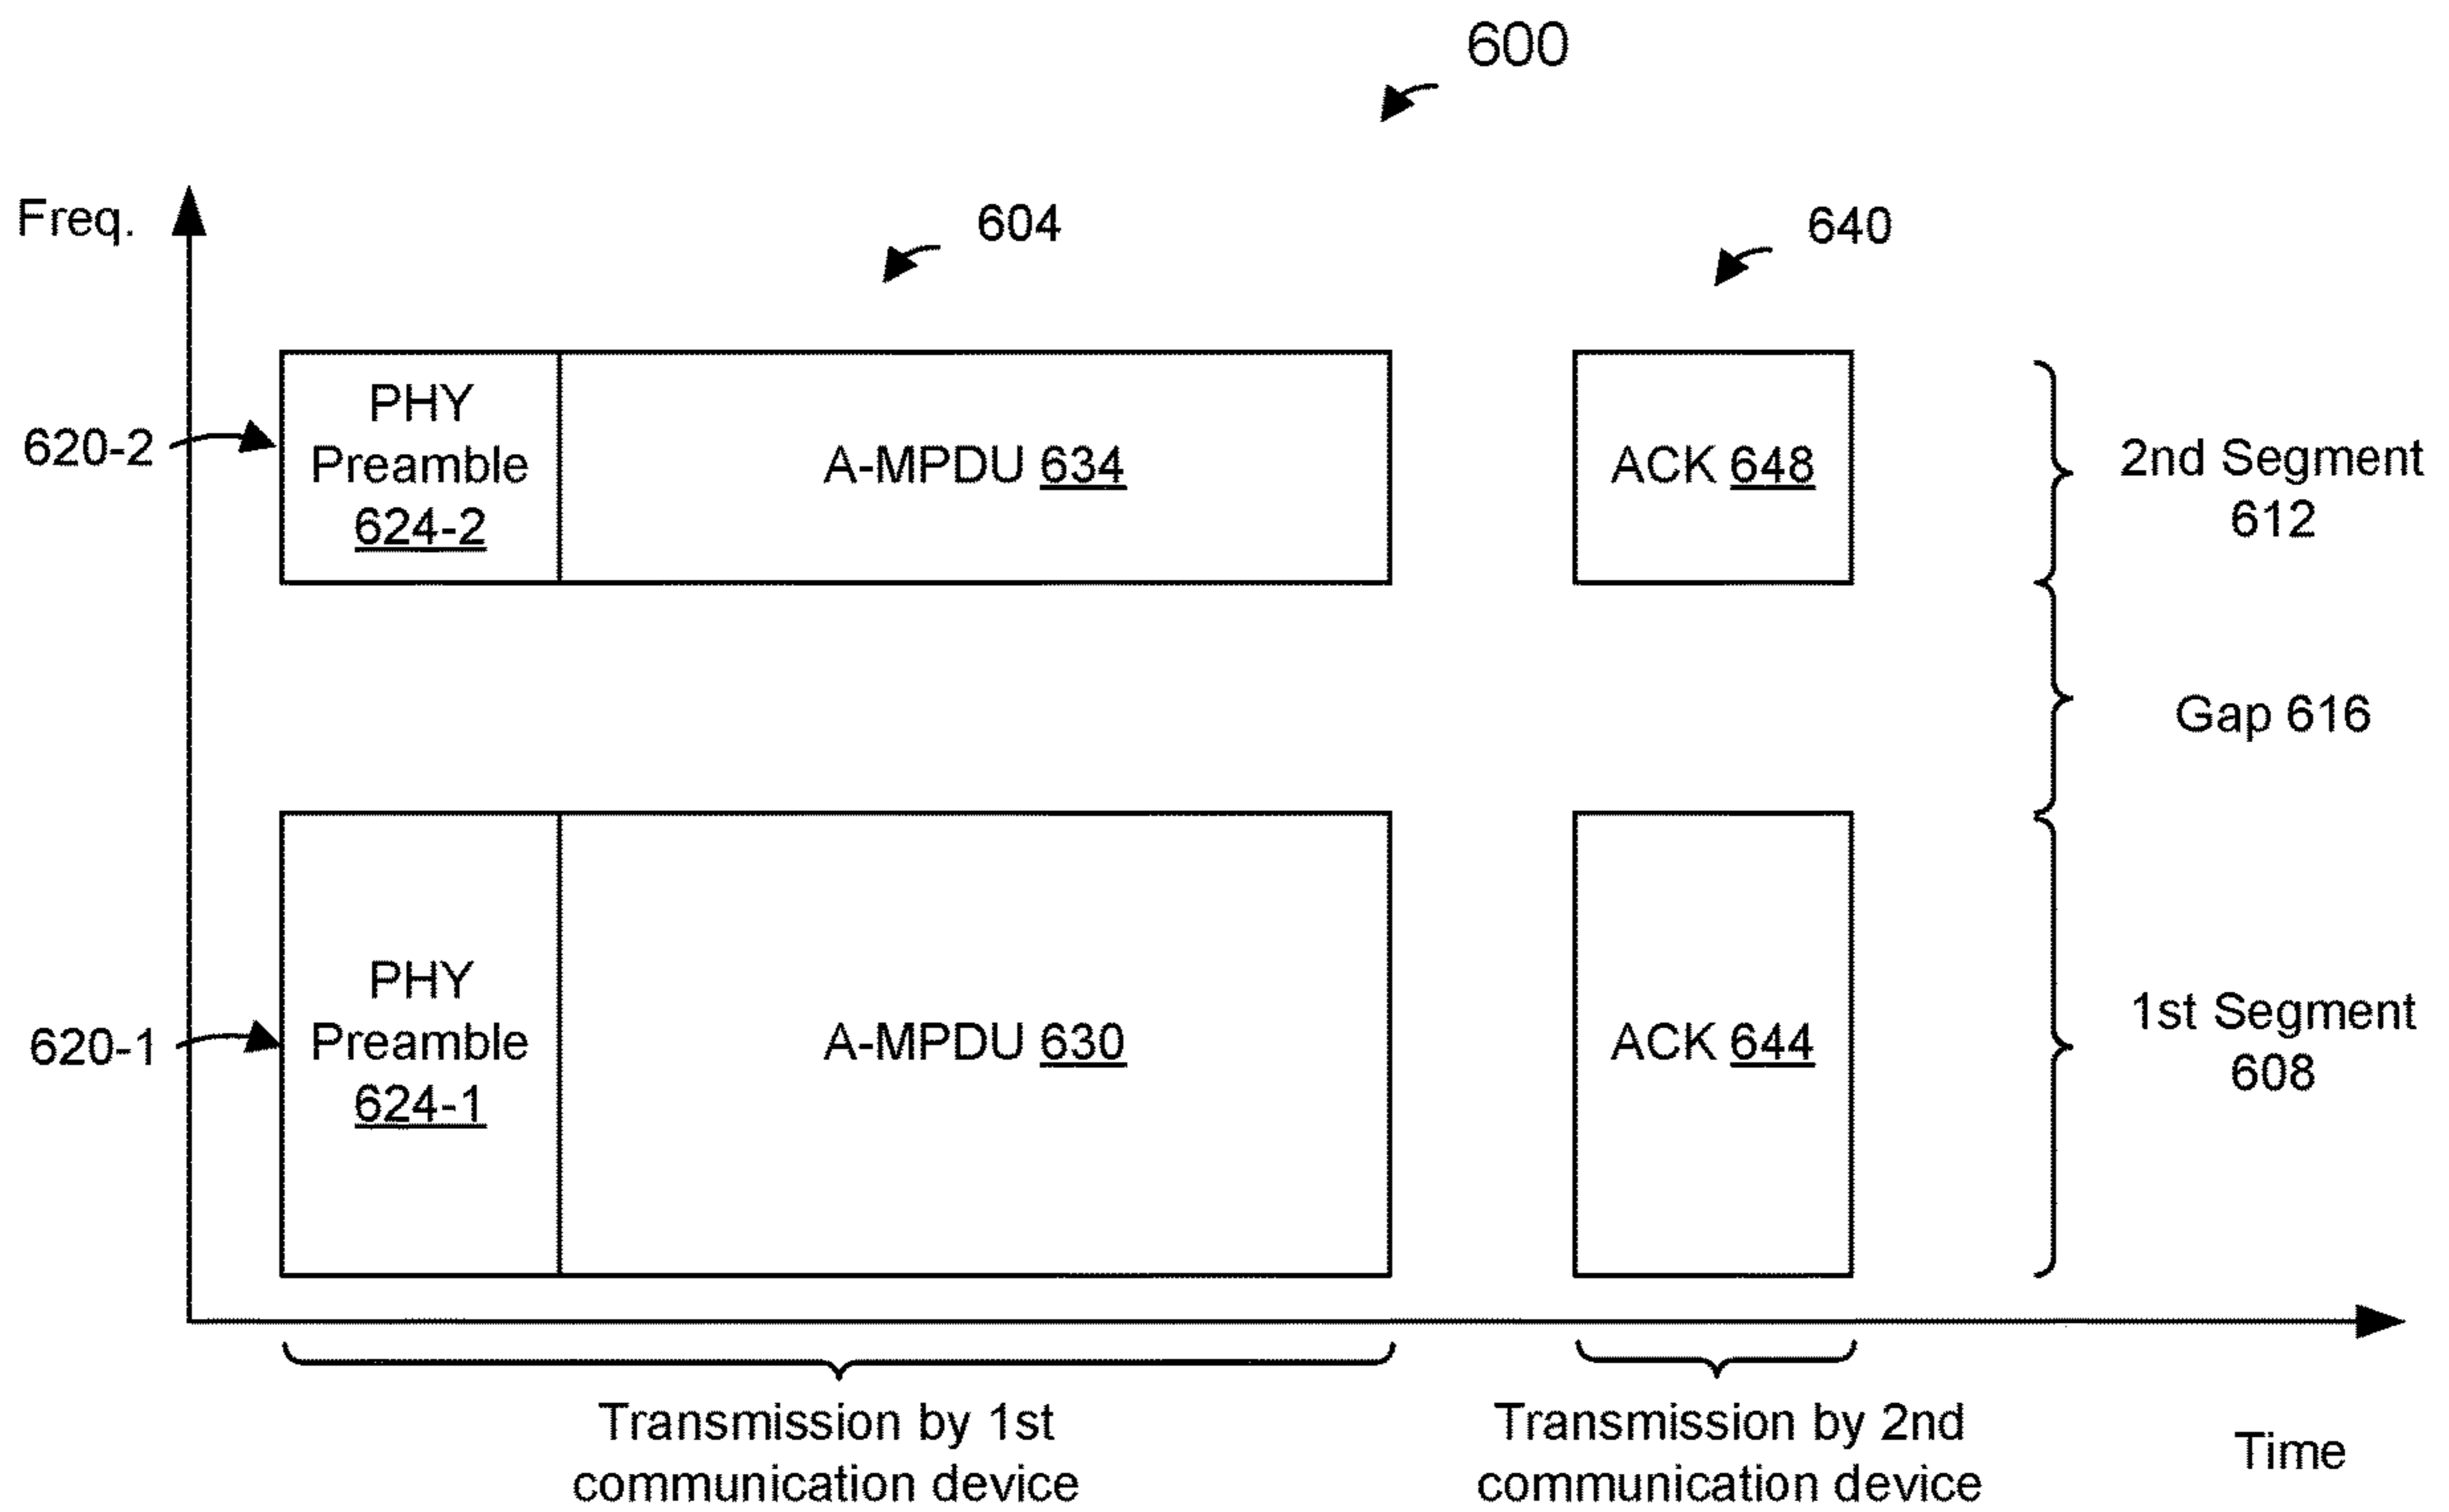 600
Freq.
604
640
620-2
PHY
Preamble
624-2
A-MPDU 634
ACK 648
2nd Segment
612
Gap 616
620-1
PHY
Preamble
624-1
A-MPDU 630
ACK 644
1st Segment
608
Transmission by 1st
communication device
Transmission by 2nd
communication device
Time